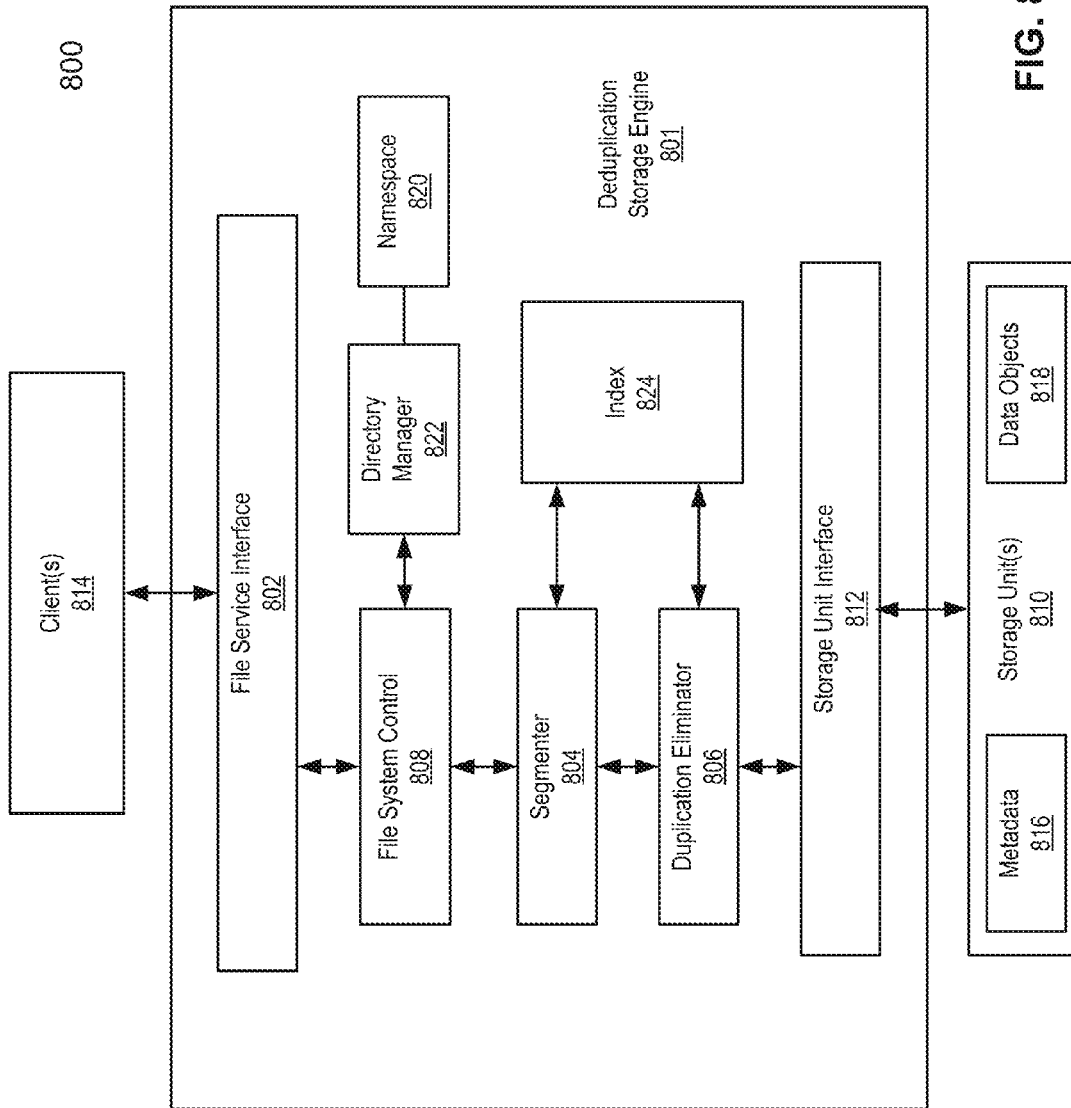 800
Client(s)
814
File Service Interface
802
File System Control
808
Directory
Manager
822
Namespace
820
Segmenter
804
Index
824
Duplication Eliminator
806
Deduplication
Storage Engine
801
Storage Unit Interface
812
Metadata
816
Storage Unit(s)
810
Data Objects
818
FIG. 8